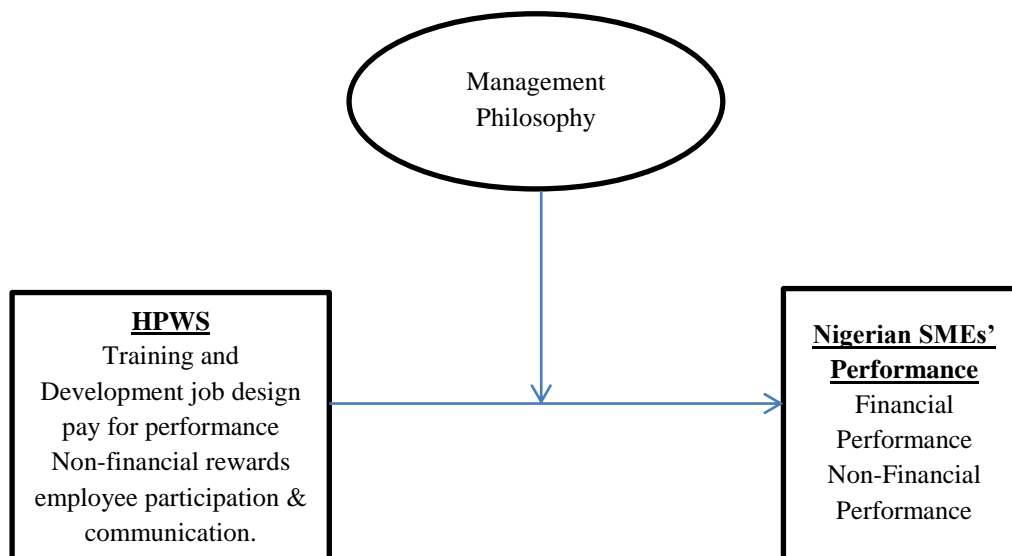 Management
Philosophy
HPWS
Training and
Development job design
pay for performance
Non-financial rewards
employee participation &
communication.
Nigerian SMEs’
Performance
Financial
Performance
Non-Financial
Performance